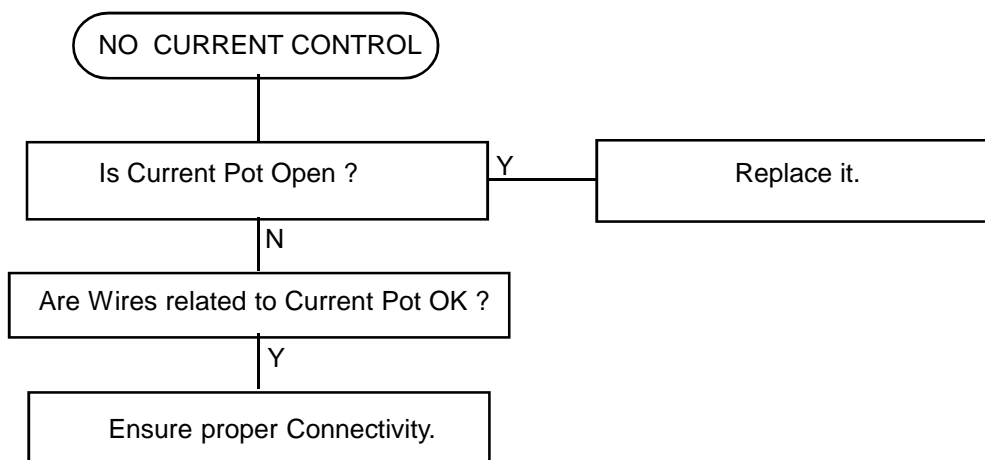 NO CURRENT CONTROL
Is Current Pot Open ?
Y
Replace it.
N
Are Wires related to Current Pot OK ?
Y
Ensure proper Connectivity.